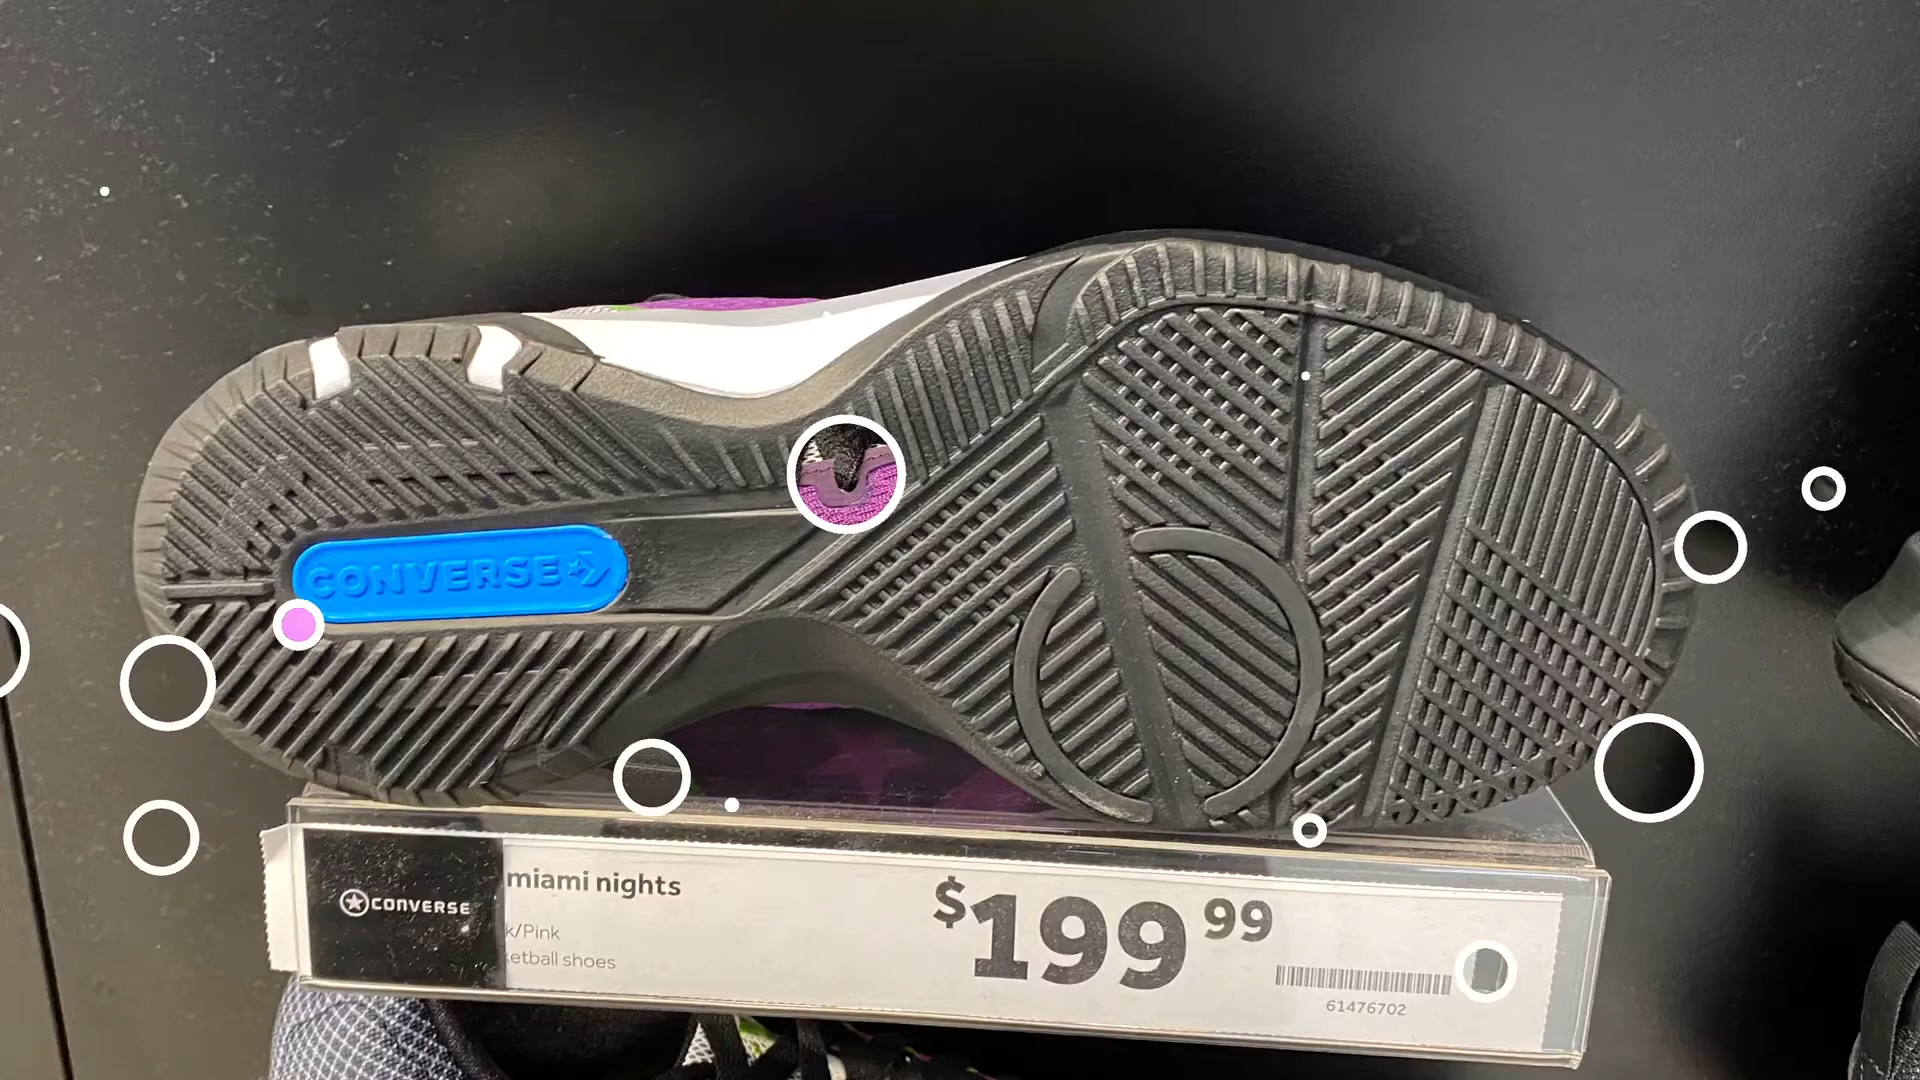 CONVERSE
CONVERSE
miami nights
k/Pink
etball shoes
$199 99
61476702